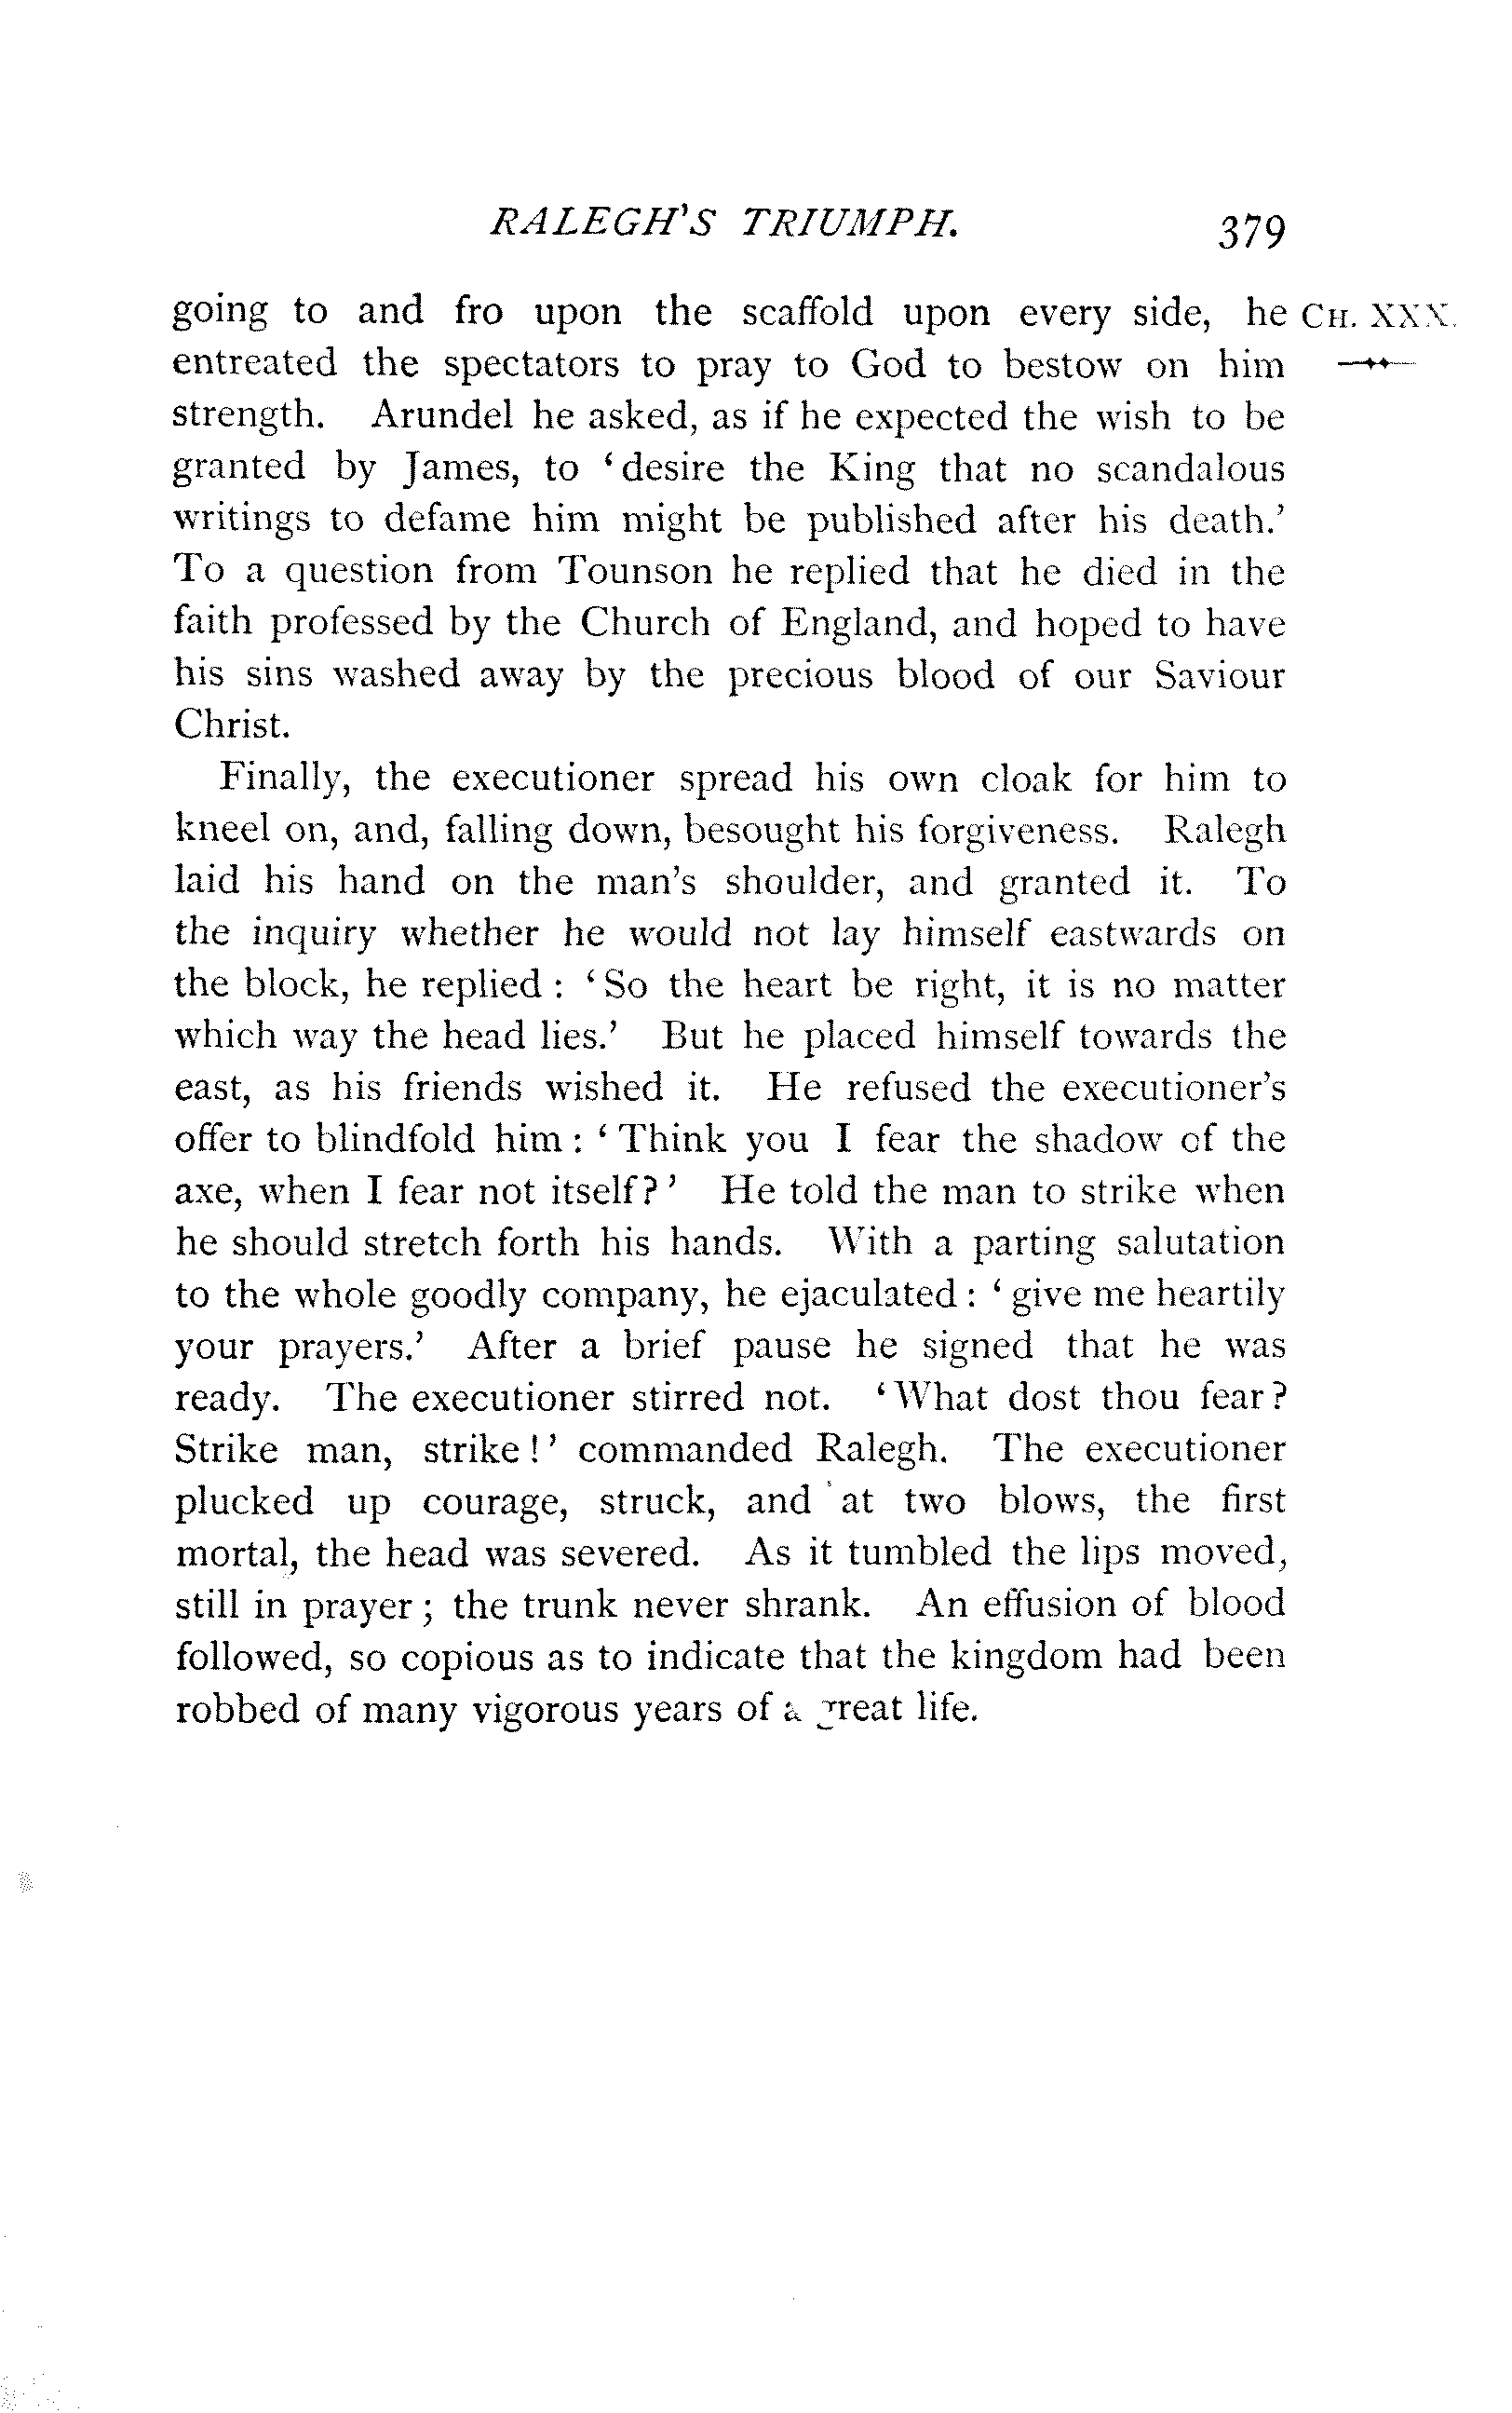 RALEGH'S TRIUMPH.
379
going to and fro upon the scaffold upon every side, he CH. XXX.
entreated the spectators to pray to God to bestow on him
strength. Arundel he asked, as if he expected the wish to be
granted by James, to 'desire the King that no scandalous
writings to defame him might be published after his death.'
To a question from Tounson he replied that he died in the
faith professed by the Church of England, and hoped to have
his sins washed away by the precious blood of our Saviour
Christ.
Finally, the executioner spread his own cloak for him to
kneel on, and, falling down, besought his forgiveness. Ralegh
laid his hand on the man's shoulder, and granted it. To
the inquiry whether he would not lay himself eastwards on
the block, he replied : 'So the heart be right, it is no matter
which way the head lies.' But he placed himself towards the
east, as his friends wished it. He refused the executioner's
offer to blindfold him : 'Think you I fear the shadow of the
axe, when I fear not itself?' He told the man to strike when
he should stretch forth his hands. With a parting salutation
to the whole goodly company, he ejaculated : 'give me heartily
your prayers.' After a brief pause he signed that he was
ready. The executioner stirred not. 'What dost thou fear?
Strike man, strike!' commanded Ralegh. The executioner
plucked up courage, struck, and at two blows, the first
mortal, the head was severed. As it tumbled the lips moved,
still in prayer; the trunk never shrank. An effusion of blood
followed, so copious as to indicate that the kingdom had been
robbed of many vigorous years of a great life.